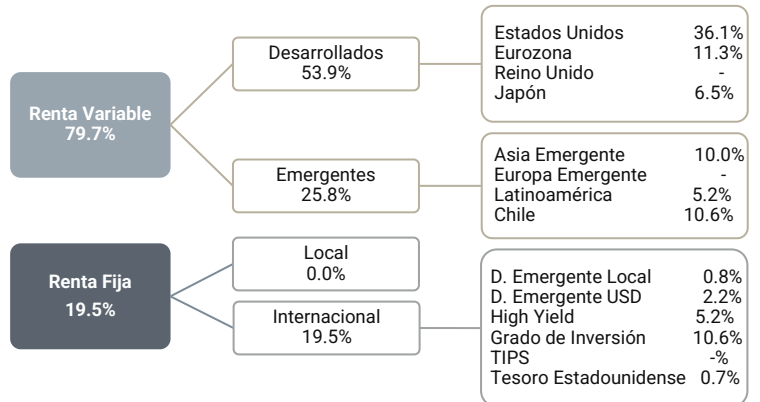 Renta Variable
79.7%
Desarrollados
53.9%
Estados Unidos 36.1%
Eurozona 11.3%
Reino Unido -
Japón 6.5%
Emergentes
25.8%
Asia Emergente 10.0%
Europa Emergente -
Latinoamérica 5.2%
Chile 10.6%
Renta Fija
19.5%
Local
0.0%
Internacional
19.5%
D. Emergente Local 0.8%
D. Emergente USD 2.2%
High Yield 5.2%
Grado de Inversión 10.6%
TIPS -%
Tesoro Estadounidense 0.7%